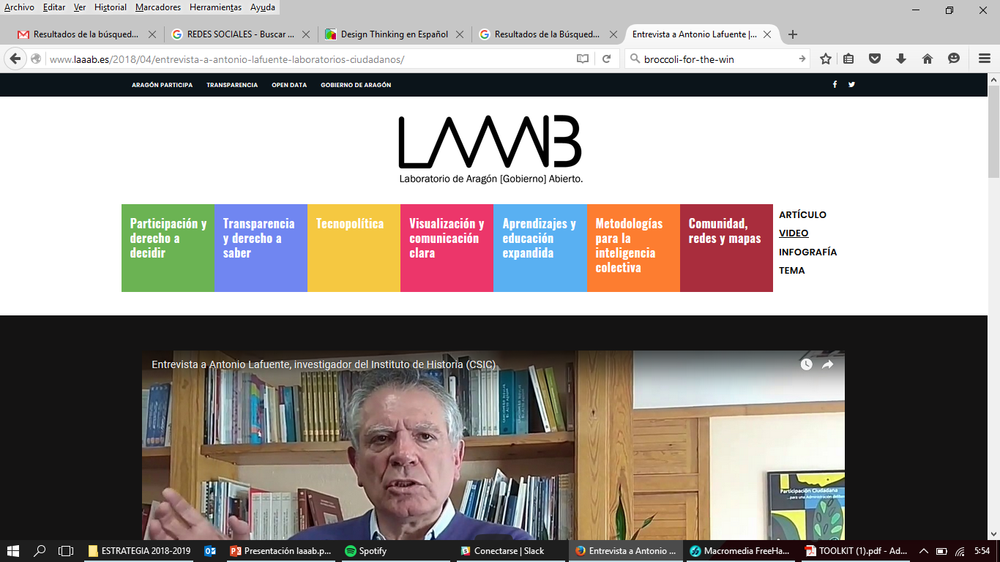 Archivo Editar Ver Historial Marcadores Herramientas Ayuda
Resultados de la búsqued...
REDES SOCIALES - Buscar ...
Design Thinking en Español
Resultados de la Búsqued...
Entrevista a Antonio Lafuente |...
www.laaab.es/2018/04/entrevista-a-antonio-lafuente-laboratorios-ciudadanos/
broccoli-for-the-win
ARAGÓN PARTICIPA TRANSPARENCIA OPEN DATA GOBIERNO DE ARAGÓN
LAAAB
Laboratorio de Aragón [Gobierno] Abierto.
Participación y
derecho a
decidir
Transparencia
y derecho a
saber
Tecnopolítica
Visualización y
comunicación
clara
Aprendizajes y
educación
expandida
Metodologías
para la
inteligencia
colectiva
Comunidad,
redes y mapas
ARTÍCULO
VIDEO
INFOGRAFÍA
TEMA
Entrevista a Antonio Lafuente, investigador del Instituto de Historia (CSIC)
Participación Ciudadana
...para una Administración
ESTRATEGIA 2018-2019
Presentación laaab.p...
Spotify
Conectarse | Slack
Entrevista a Antonio ...
Macromedia FreeHa...
TOOLKIT (1).pdf - Ad...
5:54